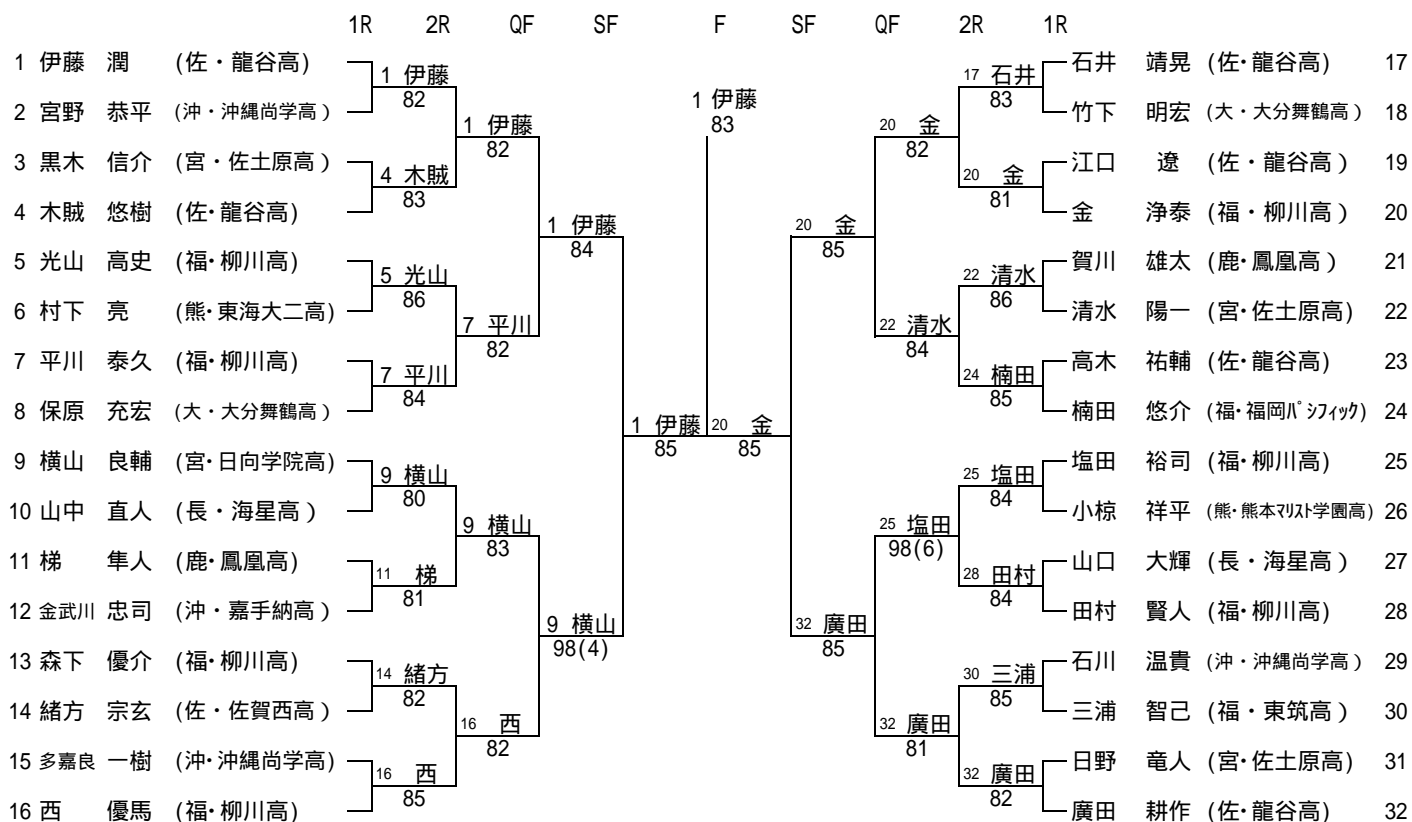 1R 2R QF SF F SF QF 2R 1R
1 伊藤 潤 (佐・龍谷高)
2 宮野 恭平 (沖・沖縄尚学高)
3 黒木 信介 (宮・佐土原高)
4 木賊 悠樹 (佐・龍谷高)
5 光山 高史 (福・柳川高)
6 村下 亮 (熊・東海大二高)
7 平川 泰久 (福・柳川高)
8 保原 充宏 (大・大分舞鶴高)
9 横山 良輔 (宮・日向学院高)
10 山中 直人 (長・海星高)
11 梯 隼人 (鹿・鳳凰高)
12 金武川 忠司 (沖・嘉手納高)
13 森下 優介 (福・柳川高)
14 緒方 宗玄 (佐・佐賀西高)
15 多嘉良 一樹 (沖・沖縄尚学高)
16 西 優馬 (福・柳川高)
1 伊藤
82
4 木賊
83
5 光山
86
7 平川
84
9 横山
80
11 梯
81
14 緒方
82
16 西
85
1 伊藤
82
7 平川
82
9 横山
83
16 西
82
1 伊藤
84
9 横山
98(4)
1 伊藤
85
1 伊藤
83
20 金
85
20 金
85
32 廣田
85
20 金
82
22 清水
84
25 塩田
98(6)
32 廣田
81
17 石井
83
20 金
81
22 清水
86
24 楠田
85
25 塩田
84
28 田村
84
30 三浦
85
32 廣田
82
石井 靖晃 (佐・龍谷高) 17
竹下 明宏 (大・大分舞鶴高) 18
江口 遼 (佐・龍谷高) 19
金 浄泰 (福・柳川高) 20
賀川 雄太 (鹿・鳳凰高) 21
清水 陽一 (宮・佐土原高) 22
高木 祐輔 (佐・龍谷高) 23
楠田 悠介 (福・福岡ﾊﾟｼﾌｨｯｸ) 24
塩田 裕司 (福・柳川高) 25
小椋 祥平 (熊・熊本ﾏﾘｽﾄ学園高) 26
山口 大輝 (長・海星高) 27
田村 賢人 (福・柳川高) 28
石川 温貴 (沖・沖縄尚学高) 29
三浦 智己 (福・東筑高) 30
日野 竜人 (宮・佐土原高) 31
廣田 耕作 (佐・龍谷高) 32